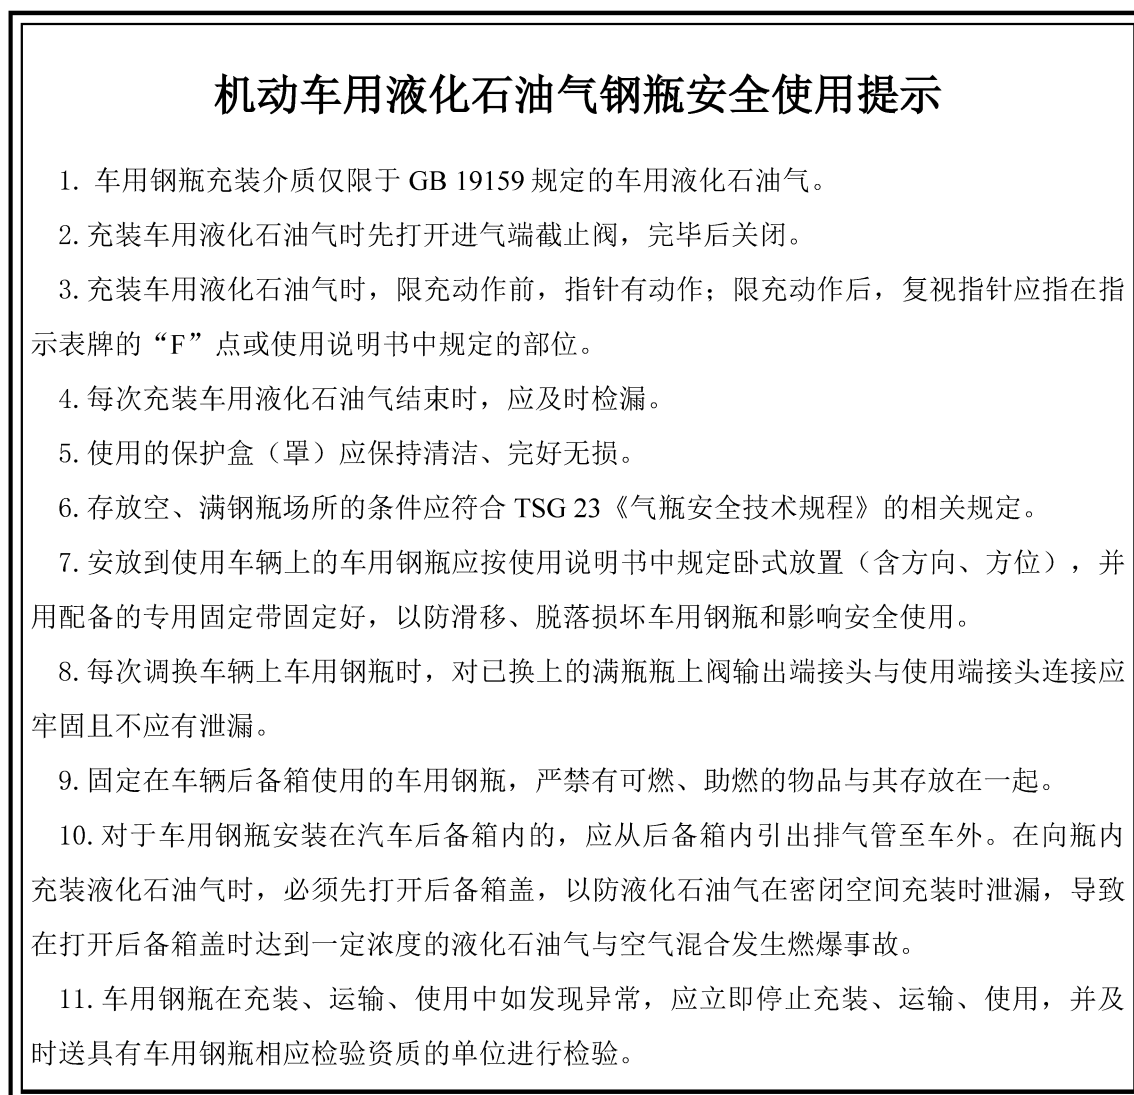 机动车用液化石油气钢瓶安全使用提示
1. 车用钢瓶充装介质仅限于 GB 19159 规定的车用液化石油气。
2. 充装车用液化石油气时先打开进气端截止阀，完毕后关闭。
3. 充装车用液化石油气时，限充动作前，指针有动作；限充动作后，复视指针应指在指
示表牌的“F”点或使用说明书中规定的部位。
4. 每次充装车用液化石油气结束时，应及时检漏。
5. 使用的保护盒（罩）应保持清洁、完好无损。
6. 存放空、满钢瓶场所的条件应符合 TSG 23《气瓶安全技术规程》的相关规定。
7. 安放到使用车辆上的车用钢瓶应按使用说明书中规定卧式放置（含方向、方位），并
用配备的专用固定带固定好，以防滑移、脱落损坏车用钢瓶和影响安全使用。
8. 每次调换车辆上车用钢瓶时，对已换上的满瓶瓶上阀输出端接头与使用端接头连接应
牢固且不应有泄漏。
9. 固定在车辆后备箱使用的车用钢瓶，严禁有可燃、助燃的物品与其存放在一起。
10. 对于车用钢瓶安装在汽车后备箱内的，应从后备箱内引出排气管至车外。在向瓶内
充装液化石油气时，必须先打开后备箱盖，以防液化石油气在密闭空间充装时泄漏，导致
在打开后备箱盖时达到一定浓度的液化石油气与空气混合发生燃爆事故。
11. 车用钢瓶在充装、运输、使用中如发现异常，应立即停止充装、运输、使用，并及
时送具有车用钢瓶相应检验资质的单位进行检验。